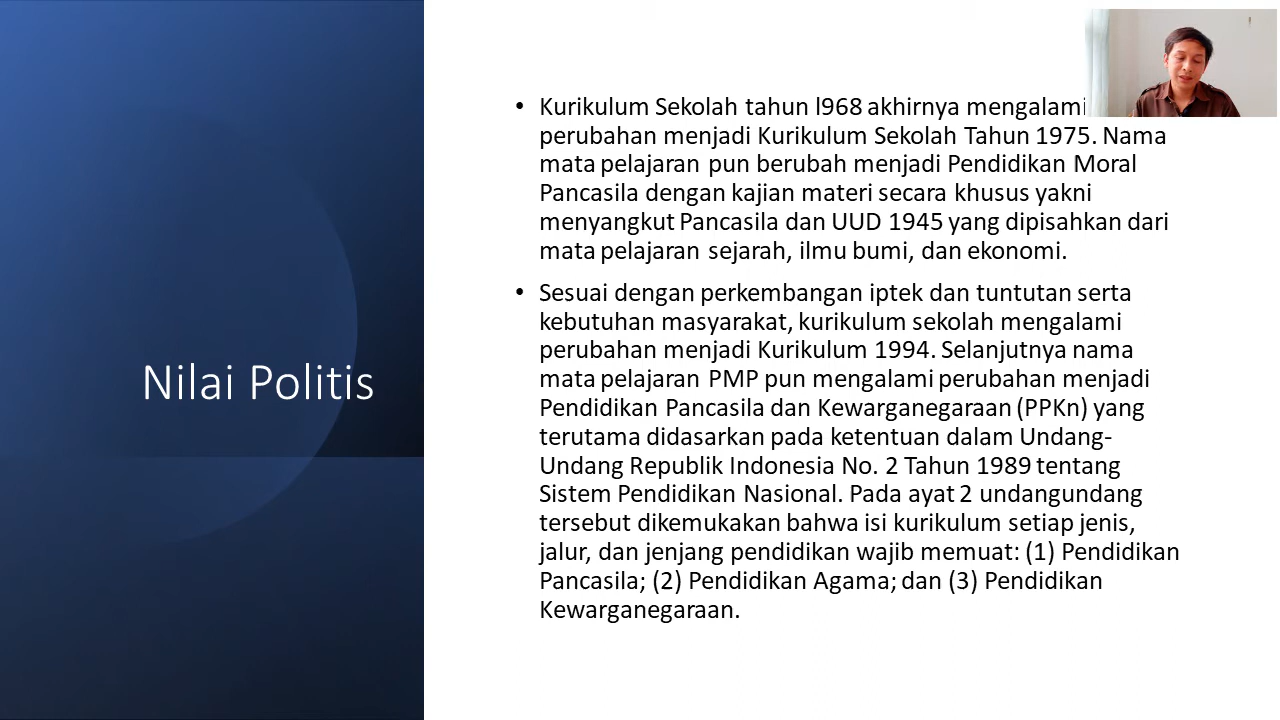 Nilai Politis
• Kurikulum Sekolah tahun l968 akhirnya mengalami
perubahan menjadi Kurikulum Sekolah Tahun 1975. Nama
mata pelajaran pun berubah menjadi Pendidikan Moral
Pancasila dengan kajian materi secara khusus yakni
menyangkut Pancasila dan UUD 1945 yang dipisahkan dari
mata pelajaran sejarah, ilmu bumi, dan ekonomi.
• Sesuai dengan perkembangan iptek dan tuntutan serta
kebutuhan masyarakat, kurikulum sekolah mengalami
perubahan menjadi Kurikulum 1994. Selanjutnya nama
mata pelajaran PMP pun mengalami perubahan menjadi
Pendidikan Pancasila dan Kewarganegaraan (PPKn) yang
terutama didasarkan pada ketentuan dalam Undang-
Undang Republik Indonesia No. 2 Tahun 1989 tentang
Sistem Pendidikan Nasional. Pada ayat 2 undangundang
tersebut dikemukakan bahwa isi kurikulum setiap jenis,
jalur, dan jenjang pendidikan wajib memuat: (1) Pendidikan
Pancasila; (2) Pendidikan Agama; dan (3) Pendidikan
Kewarganegaraan.